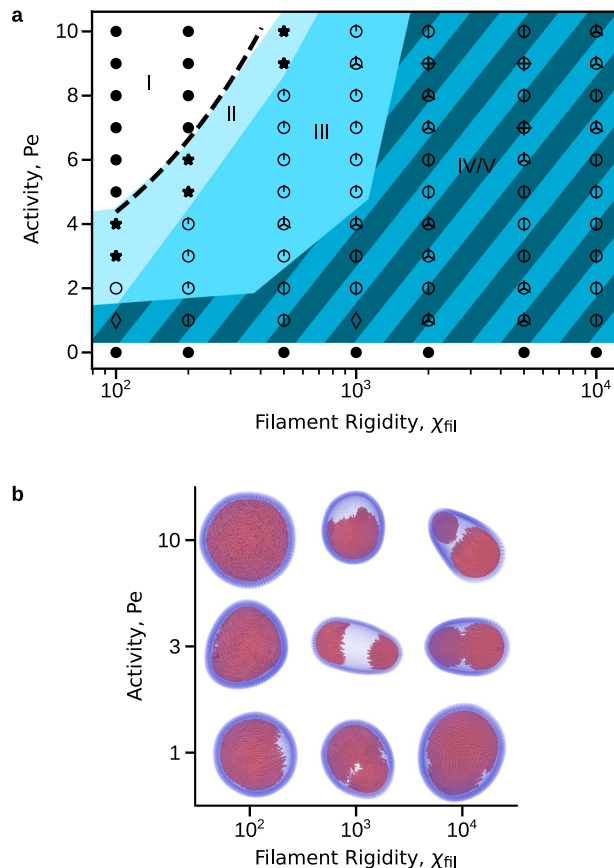 a
10
8
6
4
2
0
Activity, Pe
I
II
III
IV/V
10²
10³
10⁴
Filament Rigidity, χfil
b
10
3
1
Activity, Pe
10²
10³
10⁴
Filament Rigidity, χfil